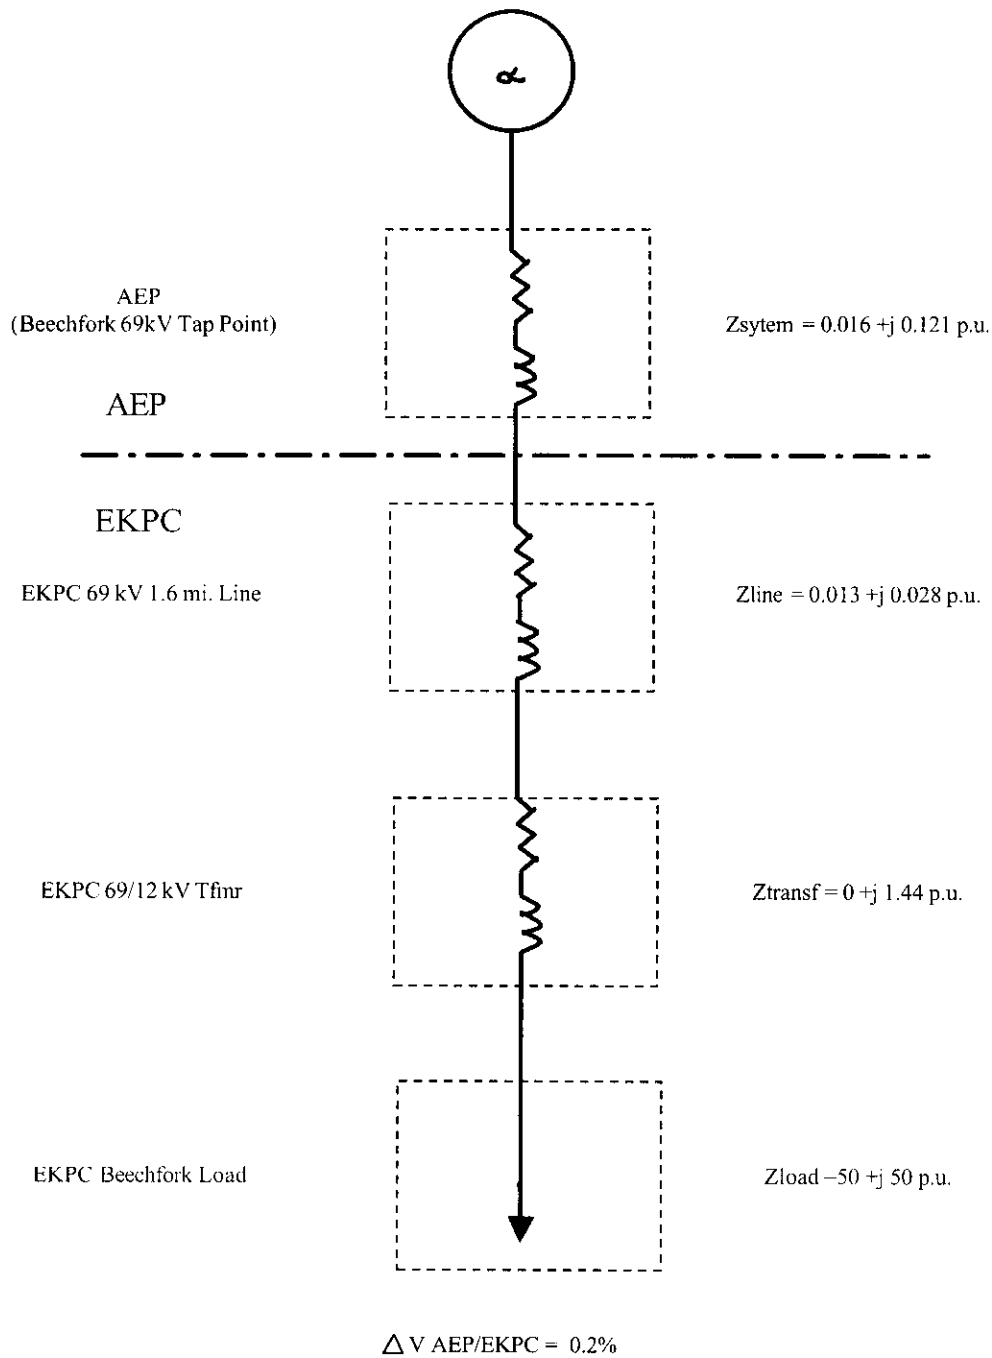 α
AEP
(Beechfork 69kV Tap Point)
Zsytem = 0.016 +j 0.121 p.u.
AEP
EKPC
EKPC 69 kV 1.6 mi. Line
Zline = 0.013 +j 0.028 p.u.
EKPC 69/12 kV Tfmr
Ztransf = 0 +j 1.44 p.u.
EKPC Beechfork Load
Zload –50 +j 50 p.u.
△ V AEP/EKPC = 0.2%